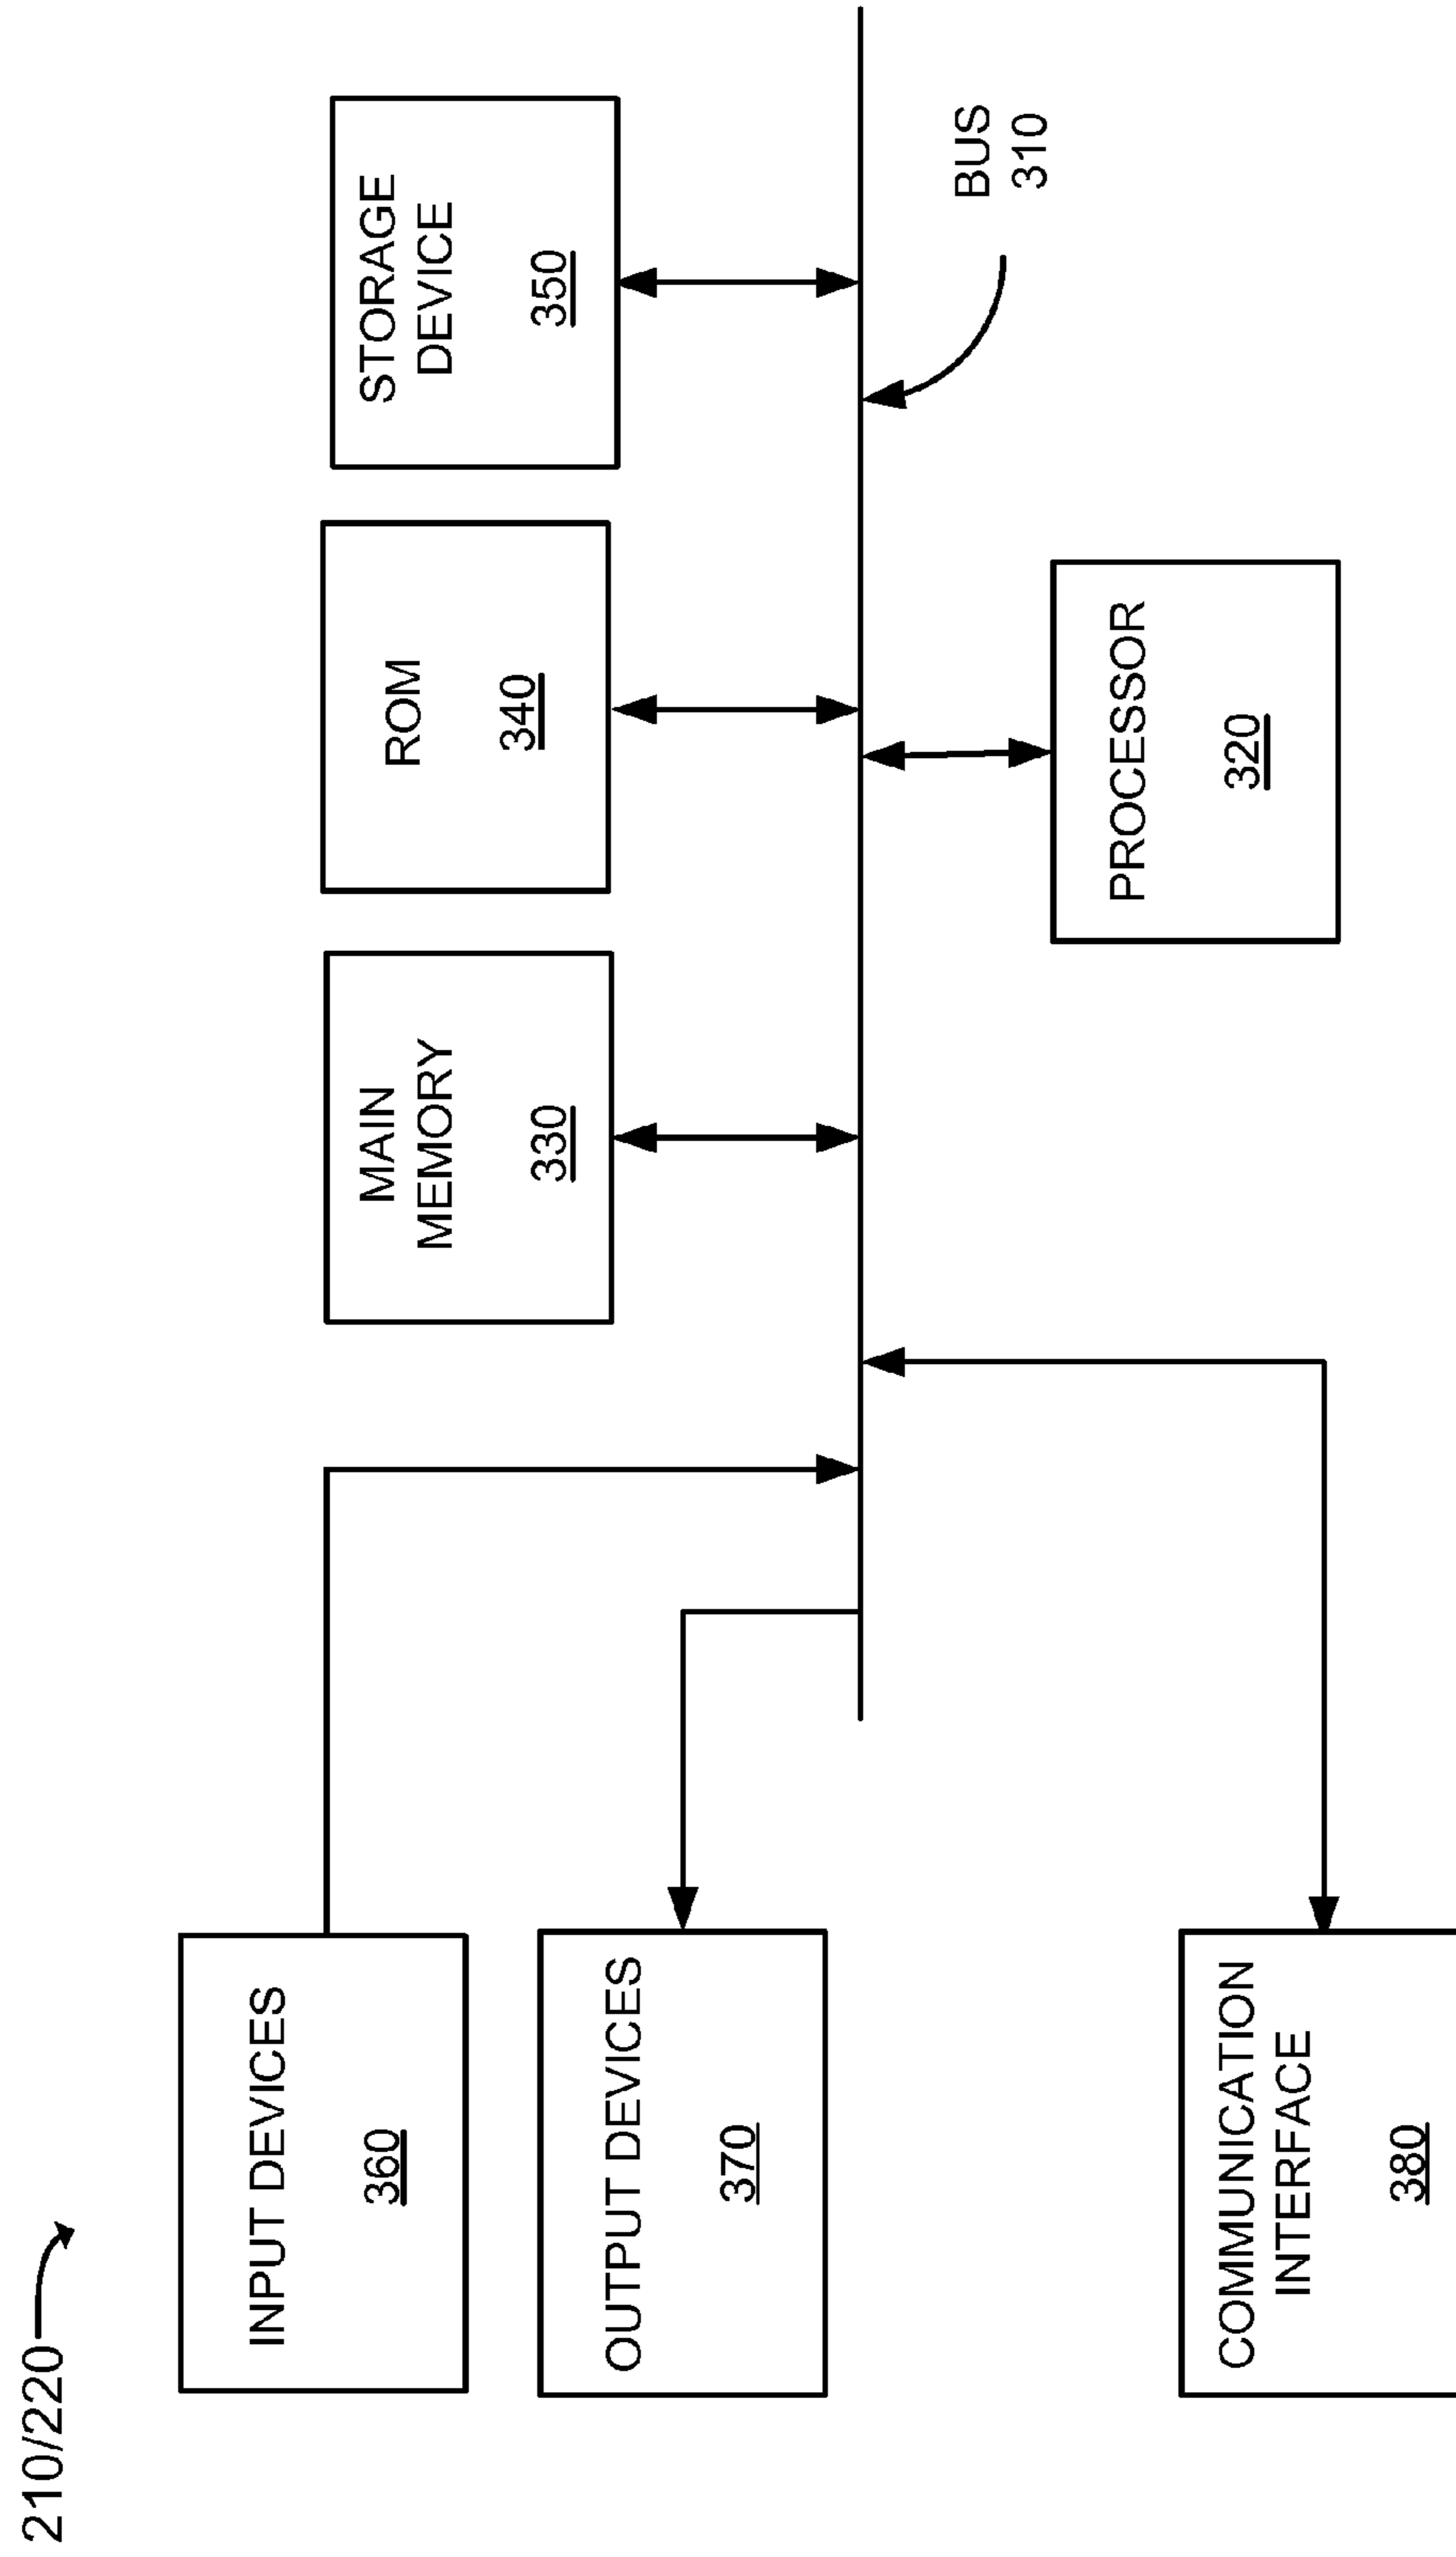 210/220
INPUT DEVICES
360
OUTPUT DEVICES
370
COMMUNICATION
INTERFACE
380
MAIN
MEMORY
330
ROM
340
STORAGE
DEVICE
350
BUS
310
PROCESSOR
320